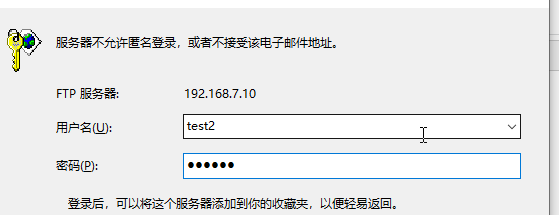 服务器不允许匿名登录，或者不接受该电子邮件地址。
FTP 服务器: 192.168.7.10
用户名(U): test2
密码(P): ●●●●●●
登录后，可以将这个服务器添加到你的收藏夹，以便轻易返回。